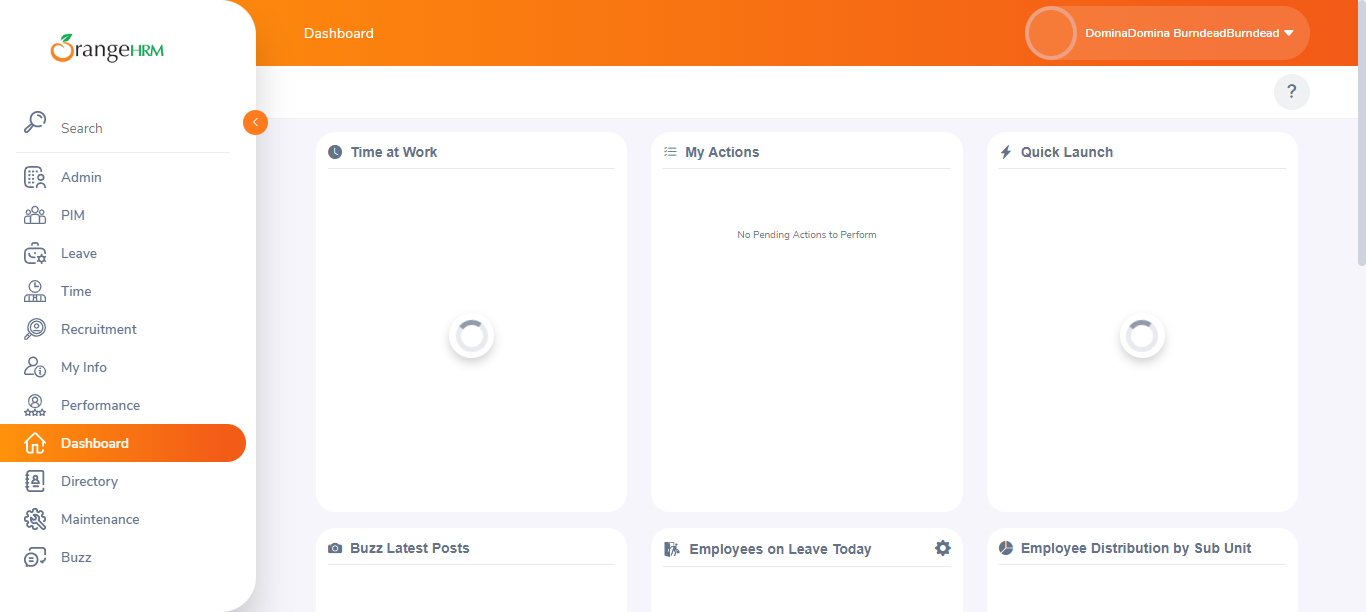 OrangeHRM
Dashboard
DominaDomina BurndeadBurndead
?
Search
Admin
PIM
Leave
Time
Recruitment
My Info
Performance
Dashboard
Directory
Maintenance
Buzz
Time at Work
My Actions
No Pending Actions to Perform
Quick Launch
Buzz Latest Posts
Employees on Leave Today
Employee Distribution by Sub Unit